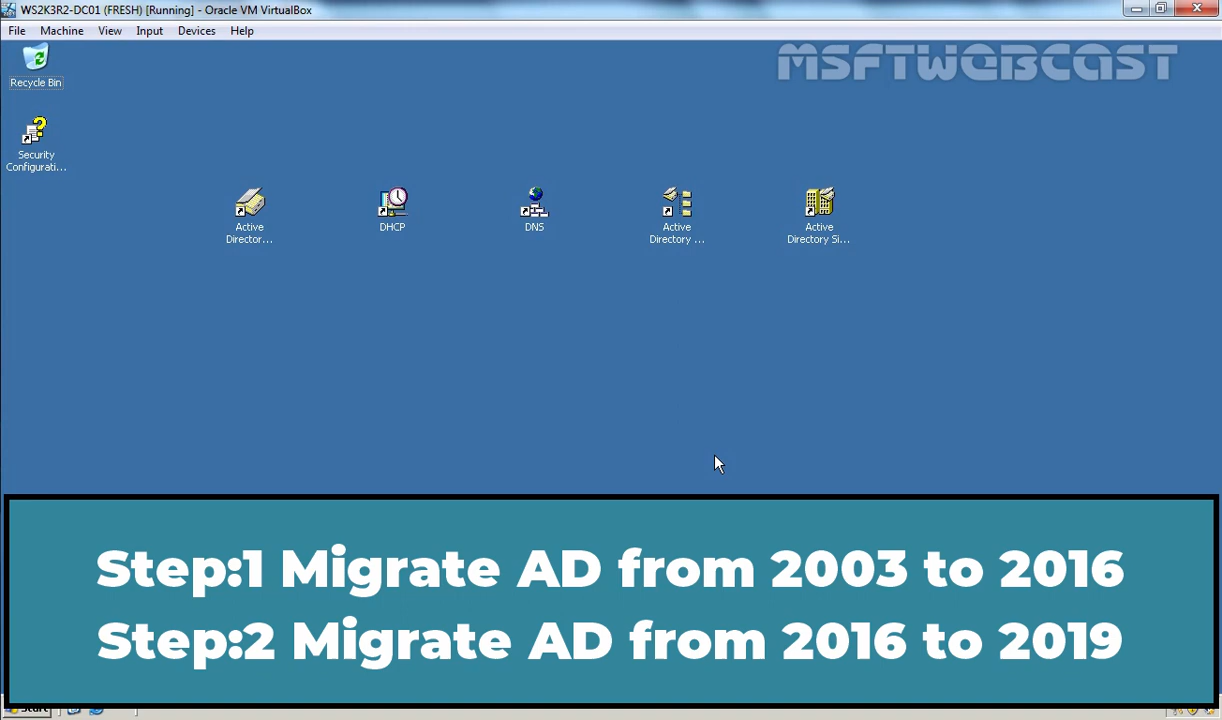 WS2K3R2-DC01 (FRESH) [Running] - Oracle VM VirtualBox
File Machine View Input Devices Help
MSFTWEBCAST
Recycle Bin
Security
Configurati...
Active
Director...
DHCP
DNS
Active
Directory ...
Active
Directory Si...
Step:1 Migrate AD from 2003 to 2016
Step:2 Migrate AD from 2016 to 2019
Start